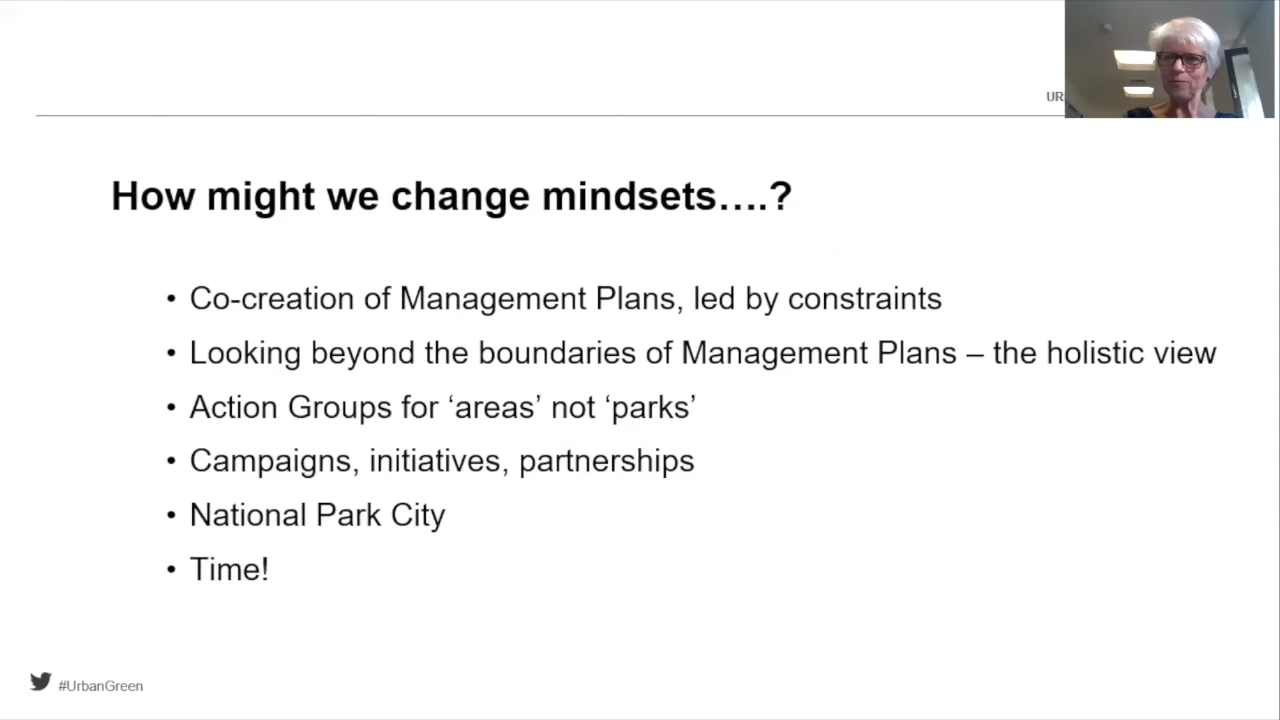 How might we change mindsets….?
• Co-creation of Management Plans, led by constraints
• Looking beyond the boundaries of Management Plans – the holistic view
• Action Groups for ‘areas’ not ‘parks’
• Campaigns, initiatives, partnerships
• National Park City
• Time!
#UrbanGreen